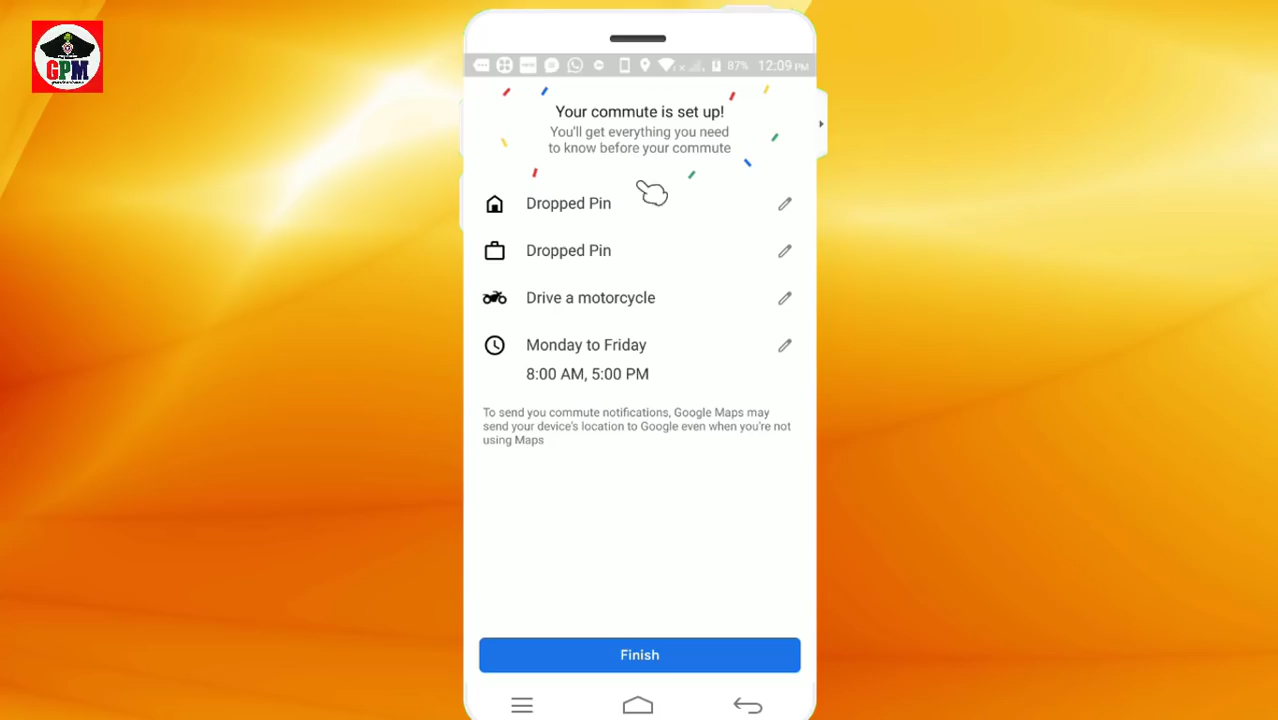 GPM
87% 12:09 PM
Your commute is set up!
You'll get everything you need
to know before your commute
Dropped Pin
Dropped Pin
Drive a motorcycle
Monday to Friday
8:00 AM, 5:00 PM
To send you commute notifications, Google Maps may
send your device's location to Google even when you're not
using Maps
Finish